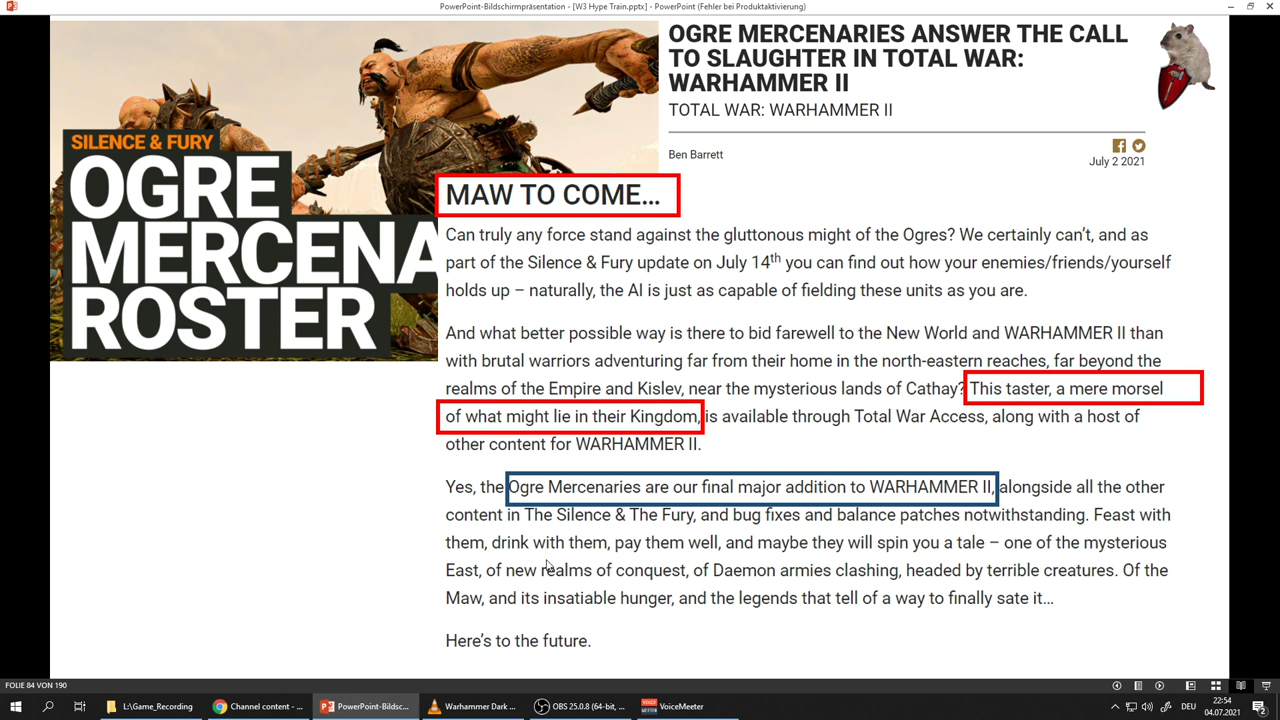 PowerPoint-Bildschirmpräsentation - [W3 Hype Train.pptx] - PowerPoint (Fehler bei Produktaktivierung)
SILENCE & FURY
OGRE
MERCENA
ROSTER
OGRE MERCENARIES ANSWER THE CALL
TO SLAUGHTER IN TOTAL WAR:
WARHAMMER II
TOTAL WAR: WARHAMMER II
Ben Barrett
July 2 2021
MAW TO COME...
Can truly any force stand against the gluttonous might of the Ogres? We certainly can't, and as
part of the Silence & Fury update on July 14th you can find out how your enemies/friends/yourself
holds up – naturally, the AI is just as capable of fielding these units as you are.
And what better possible way is there to bid farewell to the New World and WARHAMMER II than
with brutal warriors adventuring far from their home in the north-eastern reaches, far beyond the
realms of the Empire and Kislev, near the mysterious lands of Cathay? This taster, a mere morsel
of what might lie in their Kingdom, is available through Total War Access, along with a host of
other content for WARHAMMER II.
Yes, the Ogre Mercenaries are our final major addition to WARHAMMER II, alongside all the other
content in The Silence & The Fury, and bug fixes and balance patches notwithstanding. Feast with
them, drink with them, pay them well, and maybe they will spin you a tale – one of the mysterious
East, of new realms of conquest, of Daemon armies clashing, headed by terrible creatures. Of the
Maw, and its insatiable hunger, and the legends that tell of a way to finally sate it...
Here's to the future.
FOLIE 84 VON 190
L:\Game_Recording
Channel content - ...
PowerPoint-Bildsc...
Warhammer Dark ...
OBS 25.0.8 (64-bit, ...
VoiceMeeter
DEU
22:54
04.07.2021
2